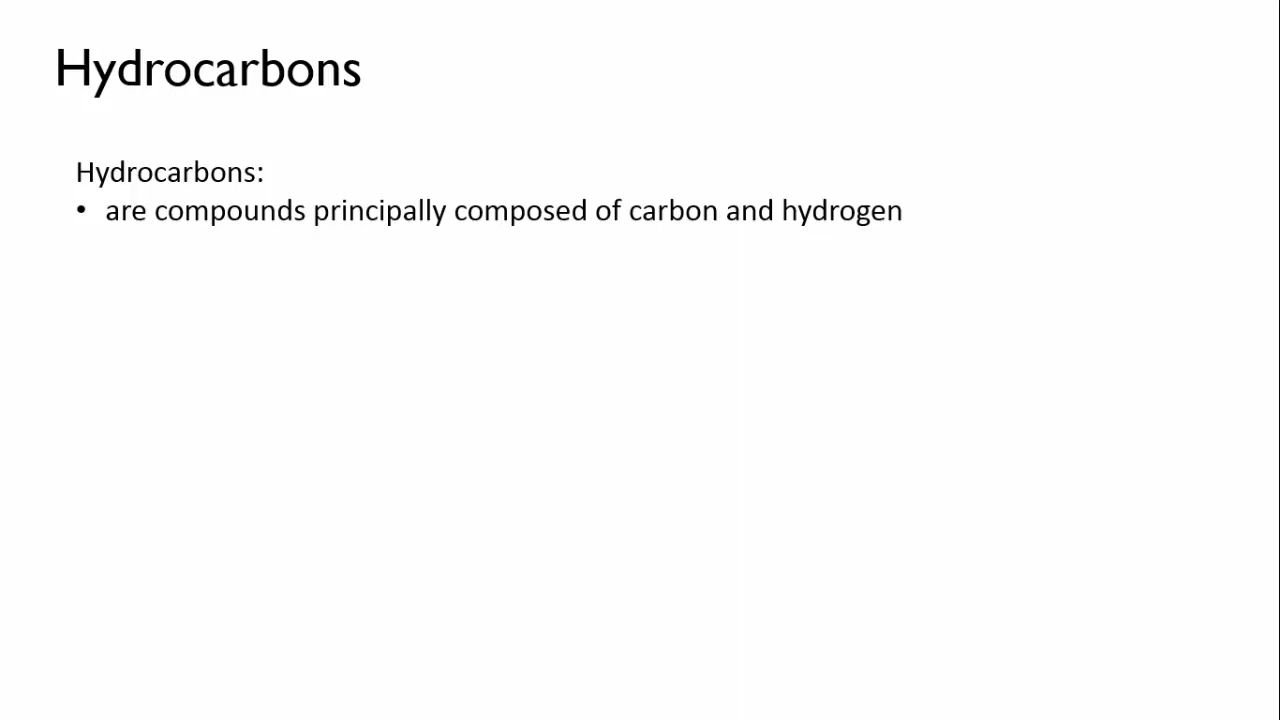 Hydrocarbons
Hydrocarbons:
• are compounds principally composed of carbon and hydrogen